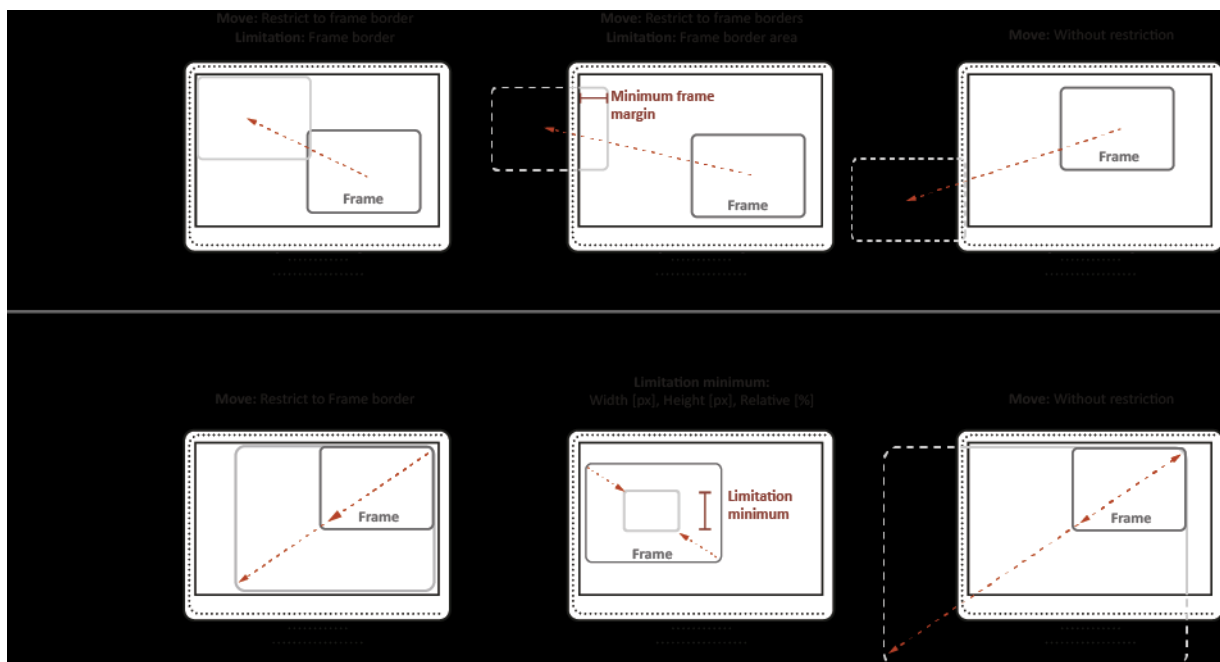 Move: Restrict to frame border
Limitation: Frame border
Move: Restrict to frame borders
Limitation: Frame border area
Move: Without restriction
Minimum frame
margin
Frame
Frame
Frame
Move: Restrict to Frame border
Limitation minimum:
Width [px], Height [px], Relative [%]
Move: Without restriction
Frame
Limitation
minimum
Frame
Frame